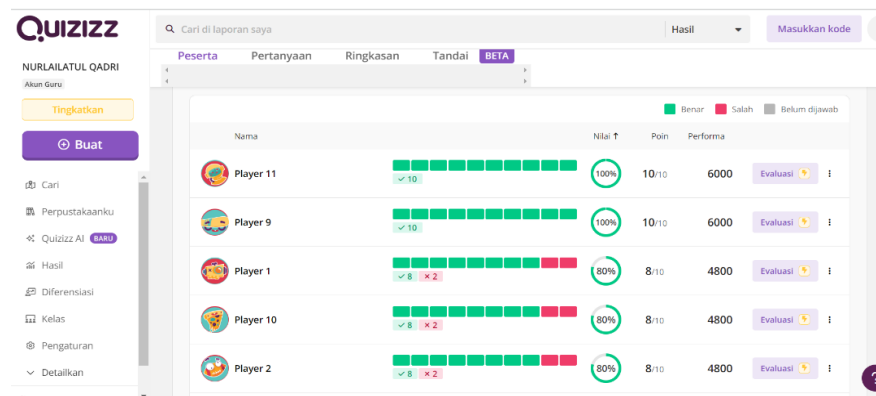 QUIZIZZ
Cari di laporan saya
Hasil
Masukkan kode
NURLAILATUL QADRI
Akun Guru
Tingkatkan
Buat
Cari
Perpustakaanku
Quizizz AI BARU
Hasil
Diferensiasi
Kelas
Pengaturan
Detailkan
Peserta Pertanyaan Ringkasan Tandai BETA
Benar Salah Belum dijawab
Nama Nilai ↑ Poin Performa
Player 11 ✓ 10 100% 10/10 6000 Evaluasi
Player 9 ✓ 10 100% 10/10 6000 Evaluasi
Player 1 ✓ 8 × 2 80% 8/10 4800 Evaluasi
Player 10 ✓ 8 × 2 80% 8/10 4800 Evaluasi
Player 2 ✓ 8 × 2 80% 8/10 4800 Evaluasi
?